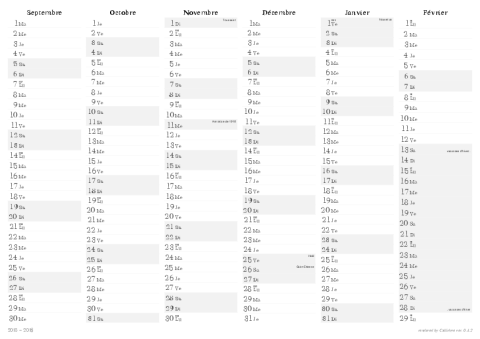 Septembre
1 Ma
2 Me
3 Je
4 Ve
5 Sa
6 Di
7 Lu
8 Ma
9 Me
10 Je
11 Ve
12 Sa
13 Di
14 Lu
15 Ma
16 Me
17 Je
18 Ve
19 Sa
20 Di
21 Lu
22 Ma
23 Me
24 Je
25 Ve
26 Sa
27 Di
28 Lu
29 Ma
30 Me
Octobre
1 Je
2 Ve
3 Sa
4 Di
5 Lu
6 Ma
7 Me
8 Je
9 Ve
10 Sa
11 Di
12 Lu
13 Ma
14 Me
15 Je
16 Ve
17 Sa
18 Di
19 Lu
20 Ma
21 Me
22 Je
23 Ve
24 Sa
25 Di
26 Lu
27 Ma
28 Me
29 Je
30 Ve
31 Sa
Novembre
1 Di Toussaint
2 Lu
3 Ma
4 Me
5 Je
6 Ve
7 Sa
8 Di
9 Lu
10 Ma
11 Me Armistice 1918
12 Je
13 Ve
14 Sa
15 Di
16 Lu
17 Ma
18 Me
19 Je
20 Ve
21 Sa
22 Di
23 Lu
24 Ma
25 Me
26 Je
27 Ve
28 Sa
29 Di
30 Lu
Décembre
1 Ma
2 Me
3 Je
4 Ve
5 Sa
6 Di
7 Lu
8 Ma
9 Me
10 Je
11 Ve
12 Sa
13 Di
14 Lu
15 Ma
16 Me
17 Je
18 Ve
19 Sa
20 Di
21 Lu
22 Ma
23 Me
24 Je
25 Ve Noël
26 Sa Saint Etienne
27 Di
28 Lu
29 Ma
30 Me
31 Je
Janvier
1 Ve
2 Sa
3 Di
4 Lu
5 Ma
6 Me
7 Je
8 Ve
9 Sa
10 Di
11 Lu
12 Ma
13 Me
14 Je
15 Ve
16 Sa
17 Di
18 Lu
19 Ma
20 Me
21 Je
22 Ve
23 Sa
24 Di
25 Lu
26 Ma
27 Me
28 Je
29 Ve
30 Sa
31 Di
Février
1 Lu
2 Ma
3 Me
4 Je
5 Ve
6 Sa
7 Di
8 Lu
9 Ma
10 Me
11 Je
12 Ve
13 Sa
14 Di
15 Lu
16 Ma
17 Me
18 Je
19 Ve
20 Sa
21 Di
22 Lu
23 Ma
24 Me
25 Je
26 Ve
27 Sa
28 Di
29 Lu
2015 – 2016